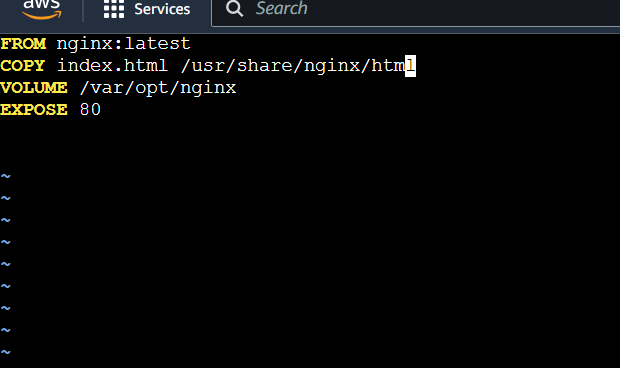 aws Services Search
FROM nginx:latest
COPY index.html /usr/share/nginx/html
VOLUME /var/opt/nginx
EXPOSE 80
~
~
~
~
~
~
~
~
~